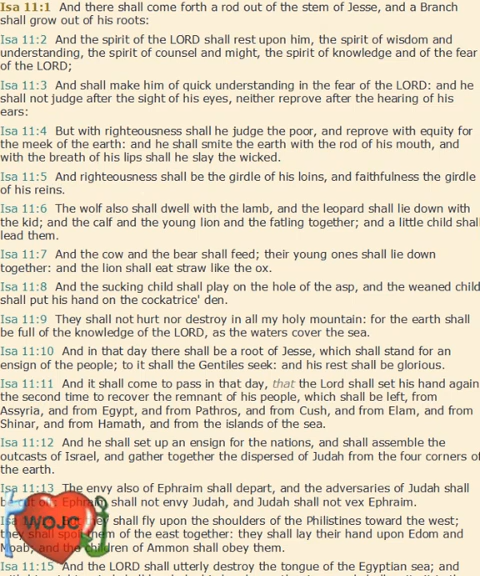 Isa 11:1 And there shall come forth a rod out of the stem of Jesse, and a Branch
shall grow out of his roots:
Isa 11:2 And the spirit of the LORD shall rest upon him, the spirit of wisdom and
understanding, the spirit of counsel and might, the spirit of knowledge and of the fear
of the LORD;
Isa 11:3 And shall make him of quick understanding in the fear of the LORD: and he
shall not judge after the sight of his eyes, neither reprove after the hearing of his
ears:
Isa 11:4 But with righteousness shall he judge the poor, and reprove with equity for
the meek of the earth: and he shall smite the earth with the rod of his mouth, and
with the breath of his lips shall he slay the wicked.
Isa 11:5 And righteousness shall be the girdle of his loins, and faithfulness the girdle
of his reins.
Isa 11:6 The wolf also shall dwell with the lamb, and the leopard shall lie down with
the kid; and the calf and the young lion and the fatling together; and a little child shall
lead them.
Isa 11:7 And the cow and the bear shall feed; their young ones shall lie down
together: and the lion shall eat straw like the ox.
Isa 11:8 And the sucking child shall play on the hole of the asp, and the weaned child
shall put his hand on the cockatrice' den.
Isa 11:9 They shall not hurt nor destroy in all my holy mountain: for the earth shall
be full of the knowledge of the LORD, as the waters cover the sea.
Isa 11:10 And in that day there shall be a root of Jesse, which shall stand for an
ensign of the people; to it shall the Gentiles seek: and his rest shall be glorious.
Isa 11:11 And it shall come to pass in that day, that the Lord shall set his hand again
the second time to recover the remnant of his people, which shall be left, from
Assyria, and from Egypt, and from Pathros, and from Cush, and from Elam, and from
Shinar, and from Hamath, and from the islands of the sea.
Isa 11:12 And he shall set up an ensign for the nations, and shall assemble the
outcasts of Israel, and gather together the dispersed of Judah from the four corners of
the earth.
Isa 11:13 The envy also of Ephraim shall depart, and the adversaries of Judah shall
be cut off: Ephraim shall not envy Judah, and Judah shall not vex Ephraim.
WOJC
shall fly upon the shoulders of the Philistines toward the west;
they shall spoil them of the east together: they shall lay their hand upon Edom and
Moab; and the children of Ammon shall obey them.
Isa 11:15 And the LORD shall utterly destroy the tongue of the Egyptian sea; and